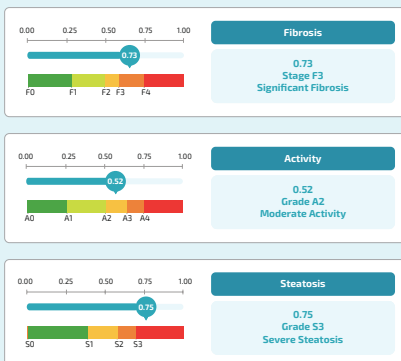 0.00 0.25 0.50 0.75 1.00
0.73
F0 F1 F2 F3 F4
Fibrosis
0.73
Stage F3
Significant Fibrosis
0.00 0.25 0.50 0.75 1.00
0.52
A0 A1 A2 A3 A4
Activity
0.52
Grade A2
Moderate Activity
0.00 0.25 0.50 0.75 1.00
0.75
S0 S1 S2 S3
Steatosis
0.75
Grade S3
Severe Steatosis